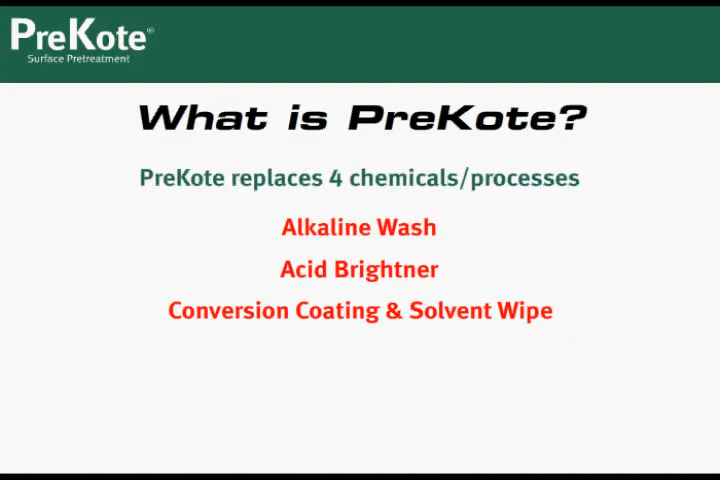 PreKote®
Surface Pretreatment
What is PreKote?
PreKote replaces 4 chemicals/processes
Alkaline Wash
Acid Brightner
Conversion Coating & Solvent Wipe